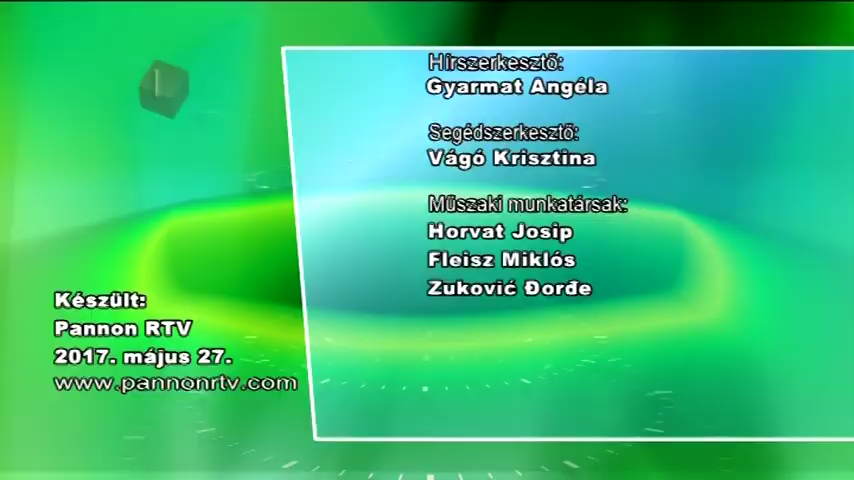 Hírszerkesztő:
Gyarmat Angéla
Segédszerkesztő:
Vágó Krisztina
Műszaki munkatársak:
Horvat Josip
Fleisz Miklós
Zuković Đorđe
Készült:
Pannon RTV
2017. május 27.
www.pannonrtv.com